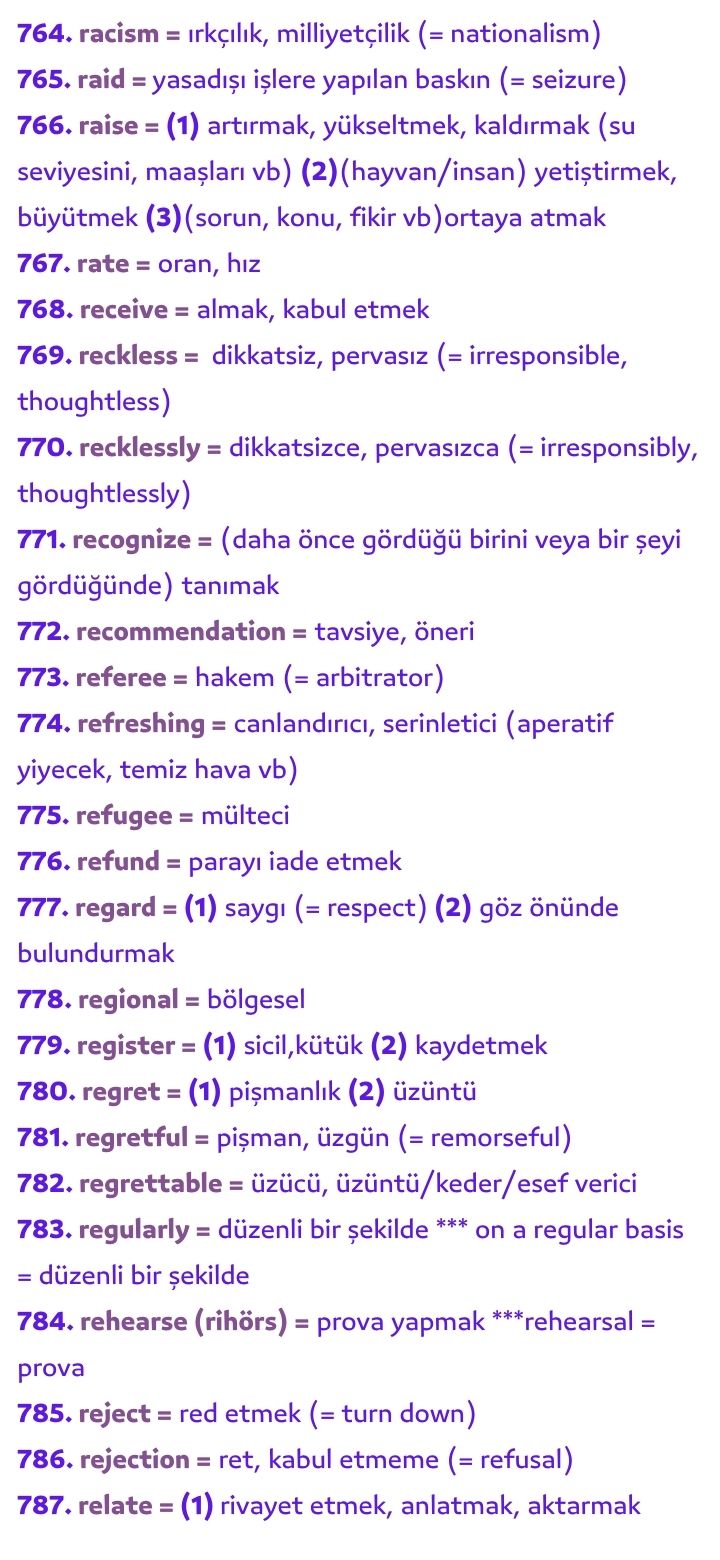 764. racism = ırkçılık, milliyetçilik (= nationalism)
765. raid = yasadışı işlere yapılan baskın (= seizure)
766. raise = (1) artırmak, yükseltmek, kaldırmak (su
seviyesini, maaşları vb) (2)(hayvan/insan) yetiştirmek,
büyütmek (3)(sorun, konu, fikir vb)ortaya atmak
767. rate = oran, hız
768. receive = almak, kabul etmek
769. reckless =  dikkatsiz, pervasız (= irresponsible,
thoughtless)
770. recklessly = dikkatsizce, pervasızca (= irresponsibly,
thoughtlessly)
771. recognize = (daha önce gördüğü birini veya bir şeyi
gördüğünde) tanımak
772. recommendation = tavsiye, öneri
773. referee = hakem (= arbitrator)
774. refreshing = canlandırıcı, serinletici (aperatif
yiyecek, temiz hava vb)
775. refugee = mülteci
776. refund = parayı iade etmek
777. regard = (1) saygı (= respect) (2) göz önünde
bulundurmak
778. regional = bölgesel
779. register = (1) sicil,kütük (2) kaydetmek
780. regret = (1) pişmanlık (2) üzüntü
781. regretful = pişman, üzgün (= remorseful)
782. regrettable = üzücü, üzüntü/keder/esef verici
783. regularly = düzenli bir şekilde *** on a regular basis
= düzenli bir şekilde
784. rehearse (rihörs) = prova yapmak ***rehearsal =
prova
785. reject = red etmek (= turn down)
786. rejection = ret, kabul etmeme (= refusal)
787. relate = (1) rivayet etmek, anlatmak, aktarmak